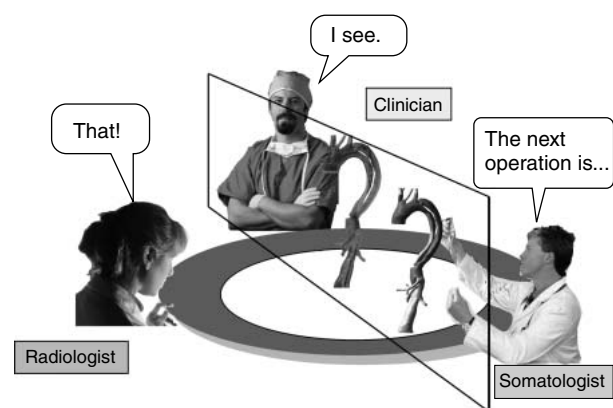 I see.
Clinician
That!
The next
operation is...
Radiologist
Somatologist